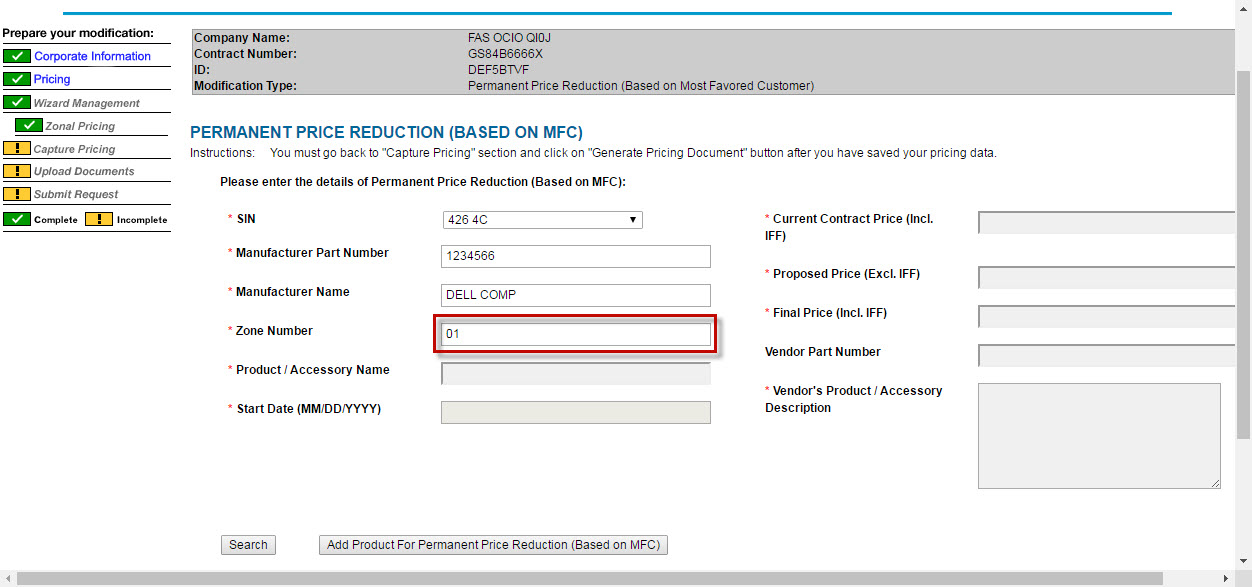 Prepare your modification:
Corporate Information
Pricing
Wizard Management
Zonal Pricing
Capture Pricing
Upload Documents
Submit Request
Complete ! Incomplete
Company Name: FAS OCIO QI0J
Contract Number: GS84B6666X
ID: DEF5BTVF
Modification Type: Permanent Price Reduction (Based on Most Favored Customer)
PERMANENT PRICE REDUCTION (BASED ON MFC)
Instructions: You must go back to "Capture Pricing" section and click on "Generate Pricing Document" button after you have saved your pricing data.
Please enter the details of Permanent Price Reduction (Based on MFC):
* SIN 426 4C
* Manufacturer Part Number 1234566
* Manufacturer Name DELL COMP
* Zone Number 01
* Product / Accessory Name
* Start Date (MM/DD/YYYY)
* Current Contract Price (Incl.
IFF)
* Proposed Price (Excl. IFF)
* Final Price (Incl. IFF)
Vendor Part Number
* Vendor's Product / Accessory
Description
Search Add Product For Permanent Price Reduction (Based on MFC)